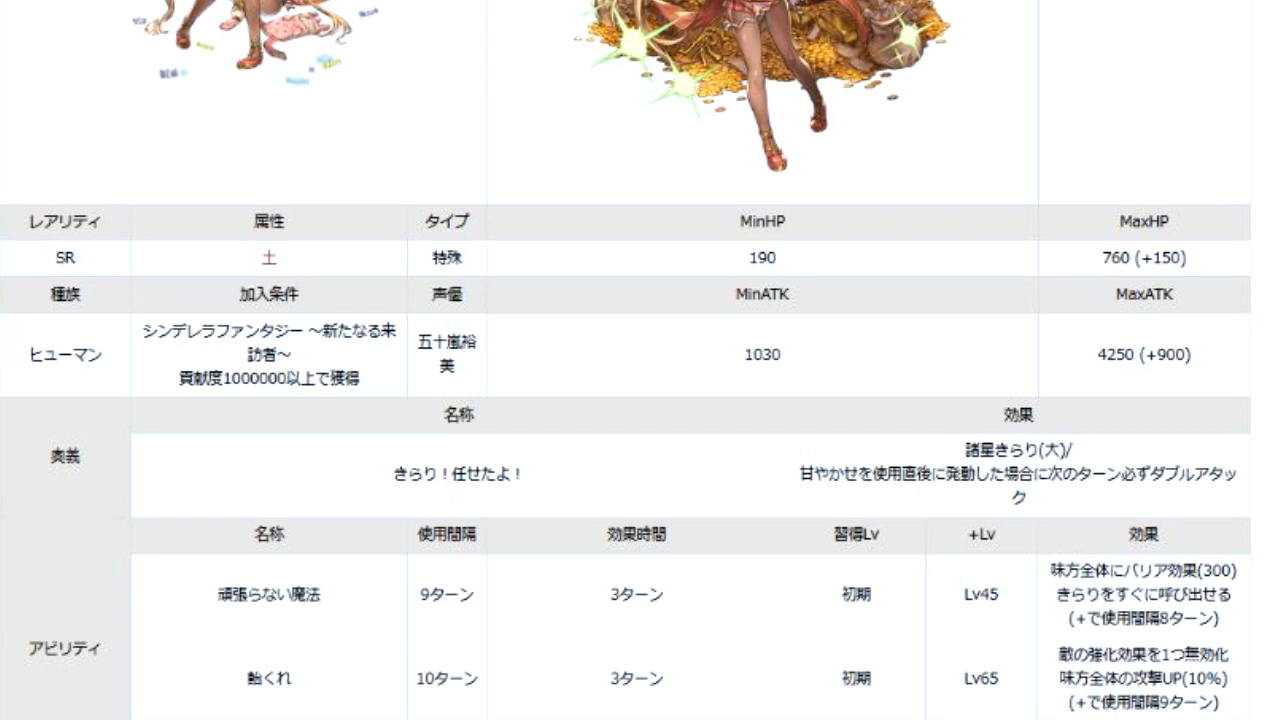 レアリティ 属性 タイプ MinHP MaxHP
SR 土 特殊 190 760 (+150)
種族 加入条件 声優 MinATK MaxATK
ヒューマン
シンデレラファンタジー ～新たなる来
訪者～
貢献度1000000以上で獲得
五十嵐裕
美
1030 4250 (+900)
奥義
名称 効果
きらり！任せたよ！
諸星きらり(大)/
甘やかせを使用直後に発動した場合に次のターン必ずダブルアタッ
ク
アビリティ
名称 使用間隔 効果時間 習得Lv +Lv 効果
頑張らない魔法 9ターン 3ターン 初期 Lv45
味方全体にバリア効果(300)
きらりをすぐに呼び出せる
(+で使用間隔8ターン)
飴くれ 10ターン 3ターン 初期 Lv65
敵の強化効果を1つ無効化
味方全体の攻撃UP(10%)
(+で使用間隔9ターン)